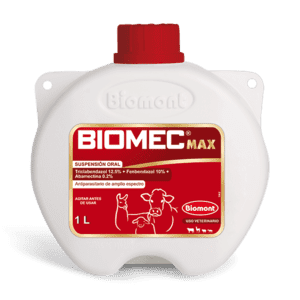 Biomont
BIOMEC® MAX
SUSPENSIÓN ORAL
Triclabendazol 12.5% + Fenbendazol 10% +
Abamectina 0.2%
Antiparasitario de amplio espectro
AGITAR ANTES
DE USAR
1 L
Biomont
USO VETERINARIO